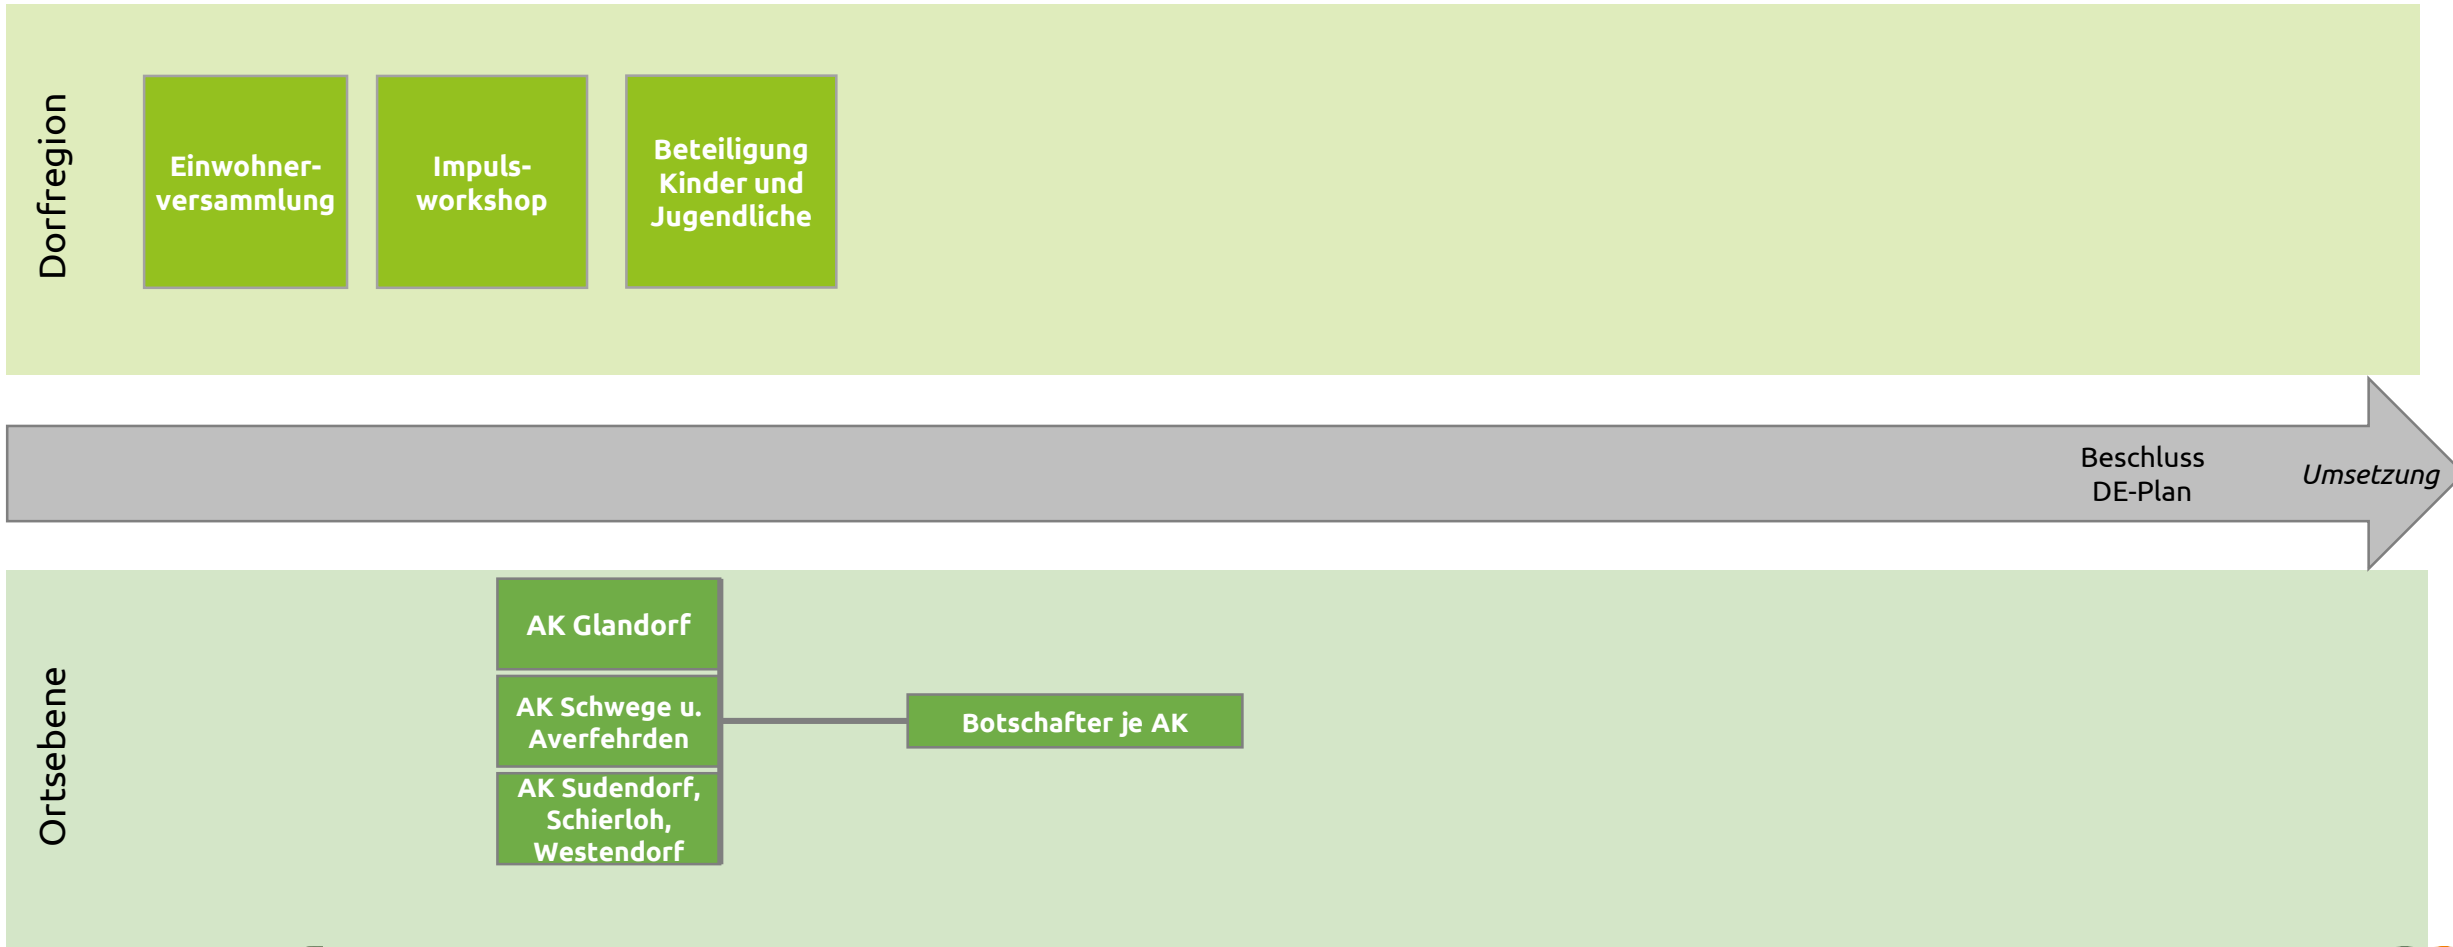 Dorfregion
Einwohner-
versammlung
Impuls-
workshop
Beteiligung
Kinder und
Jugendliche
Beschluss
DE-Plan
Umsetzung
Ortsebene
AK Glandorf
AK Schwege u.
Averfehrden
AK Sudendorf,
Schierloh,
Westendorf
Botschafter je AK